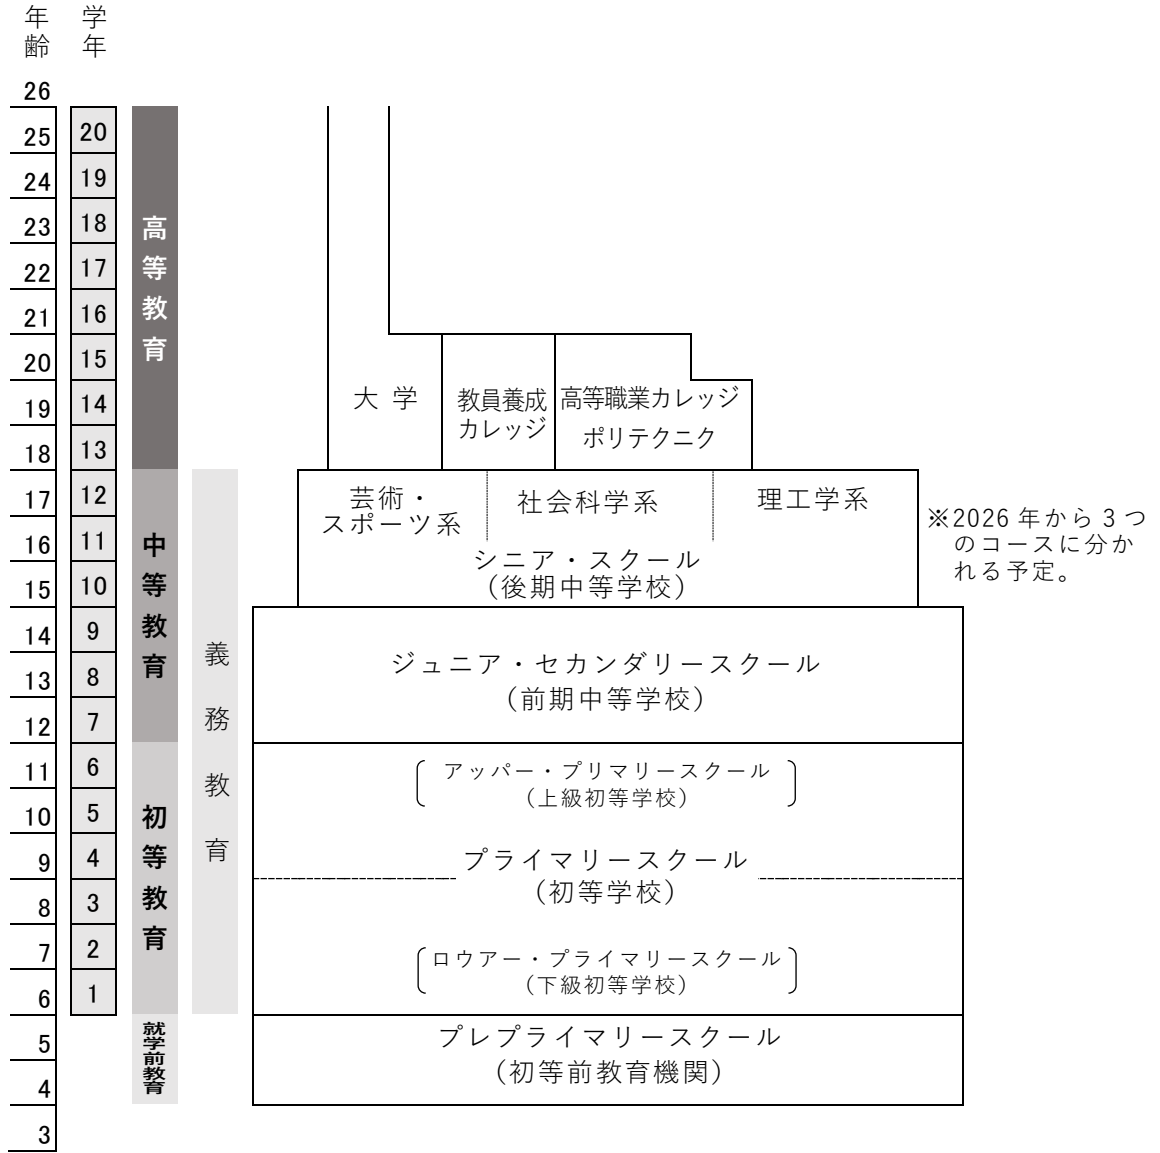 年齢
学年
26
25
24
23
22
21
20
19
18
17
16
15
14
13
12
11
10
9
8
7
6
5
4
3
20
19
18
17
16
15
14
13
12
11
10
9
8
7
6
5
4
3
2
1
高等教育
中等教育
初等教育
就学前教育
義務教育
大学
教員養成
カレッジ
高等職業カレッジ
ポリテクニク
芸術・
スポーツ系
社会科学系
理工学系
シニア・スクール
(後期中等学校)
※2026年から3つ
のコースに分か
れる予定。
ジュニア・セカンダリースクール
(前期中等学校)
アッパー・プリマリースクール
(上級初等学校)
プライマリースクール
(初等学校)
ロウアー・プライマリースクール
(下級初等学校)
プレプライマリースクール
(初等前教育機関)